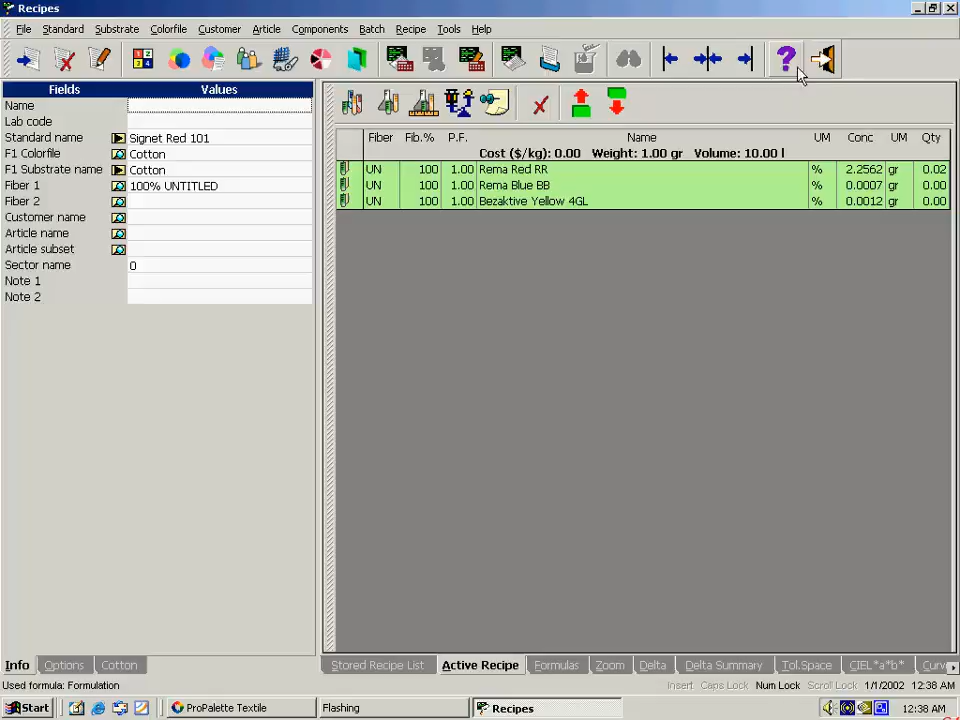 Recipes
File Standard Substrate Colorfile Customer Article Components Batch Recipe Tools Help
Fields Values
Name
Lab code
Standard name Signet Red 101
F1 Colorfile Cotton
F1 Substrate name Cotton
Fiber 1 100% UNTITLED
Fiber 2
Customer name
Article name
Article subset
Sector name 0
Note 1
Note 2
Fiber Fib.% P.F. Name UM Conc UM Qty
Cost ($/kg): 0.00 Weight: 1.00 gr Volume: 10.00 l
UN 100 1.00 Rema Red RR % 2.2562 gr 0.02
UN 100 1.00 Rema Blue BB % 0.0007 gr 0.00
UN 100 1.00 Bezaktive Yellow 4GL % 0.0012 gr 0.00
Info Options Cotton
Stored Recipe List Active Recipe Formulas Zoom Delta Delta Summary Tol.Space CIEL*a*b* Curv
Used formula: Formulation
Insert Caps Lock Num Lock Scroll Lock 1/1/2002 12:38 AM
Start ProPalette Textile Flashing Recipes 12:38 AM